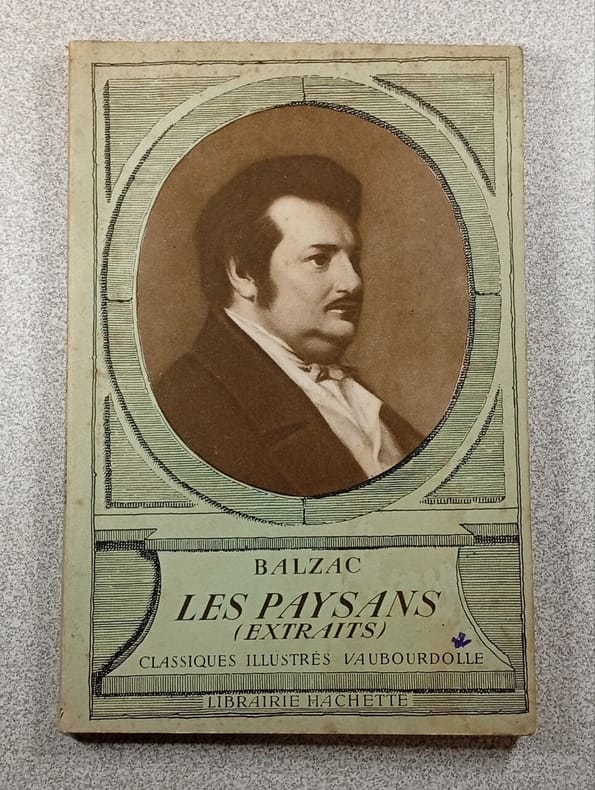 BALZAC
LES PAYSANS
(EXTRAITS)
CLASSIQUES ILLUSTRÉS VAUBOURDOLLE
LIBRAIRIE HACHETTE